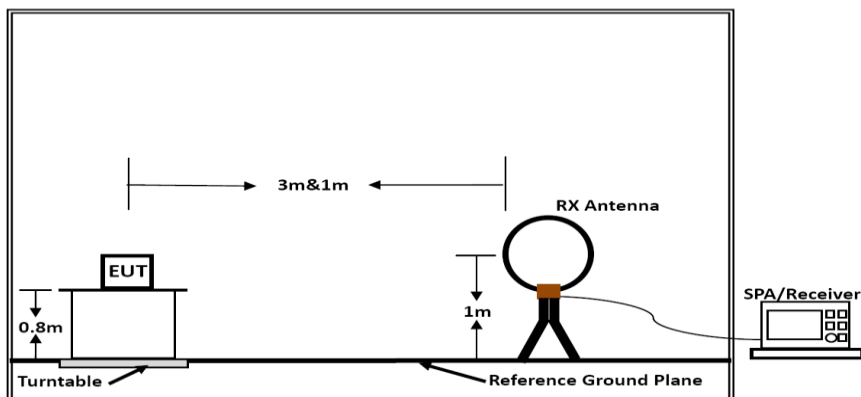 3m&1m
RX Antenna
EUT
SPA/Receiver
0.8m
1m
Turntable
Reference Ground Plane